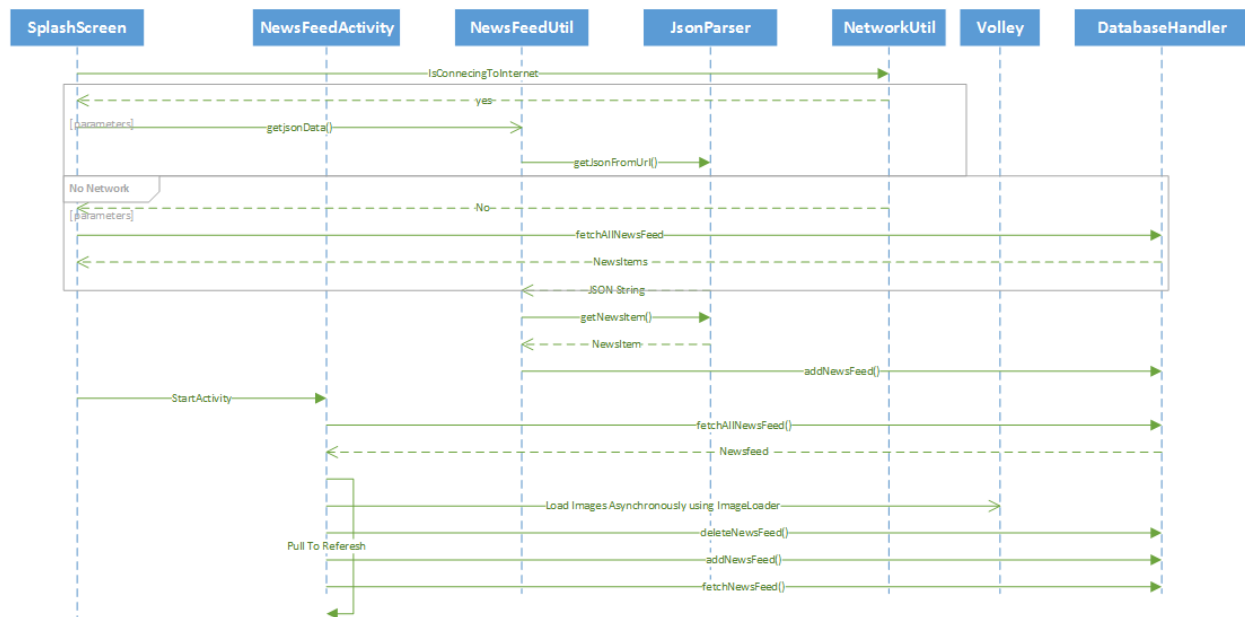 SplashScreen
NewsFeedActivity
NewsFeedUtil
JsonParser
NetworkUtil
Volley
DatabaseHandler
IsConnecingToInternet
yes
[parameters]
getjsonData()
getJsonFromUrl()
No Network
No
[parameters]
fetchAllNewsFeed
NewsItems
JSON String
getNewsItem()
NewsItem
addNewsFeed()
StartActivity
fetchAllNewsFeed()
Newsfeed
Load Images Asynchronously using ImageLoader
deleteNewsFeed()
Pull To Referesh
addNewsFeed()
fetchNewsFeed()